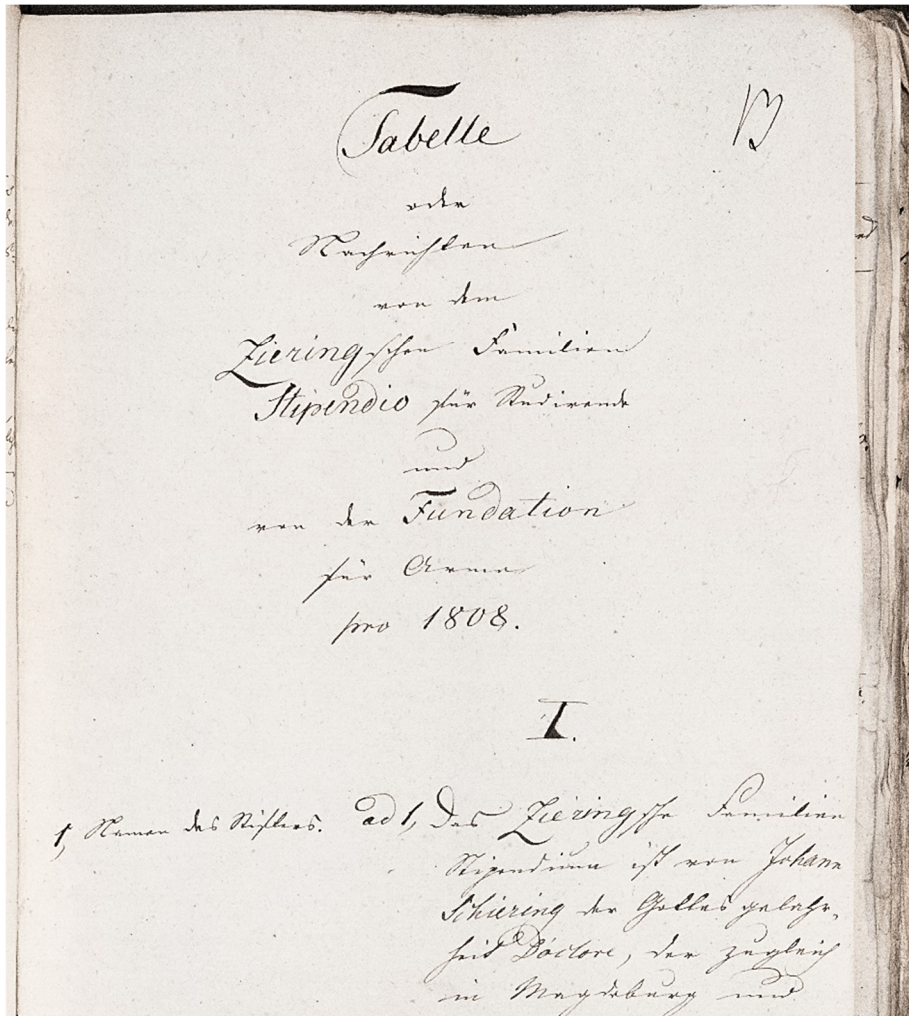 Tabelle
13
oder
Nachrichten
von dem
Zieringschen Familien
Stipendio für Studirende
und
von der Fundation
für Arme
pro 1808.
I.
1, Namen des Stifters. ad 1, Das Zieringsche Familien
Stipendium ist von Johann
Schiering der Gottesgelahr-
heit Doctore, der zugleich
in Magdeburg und